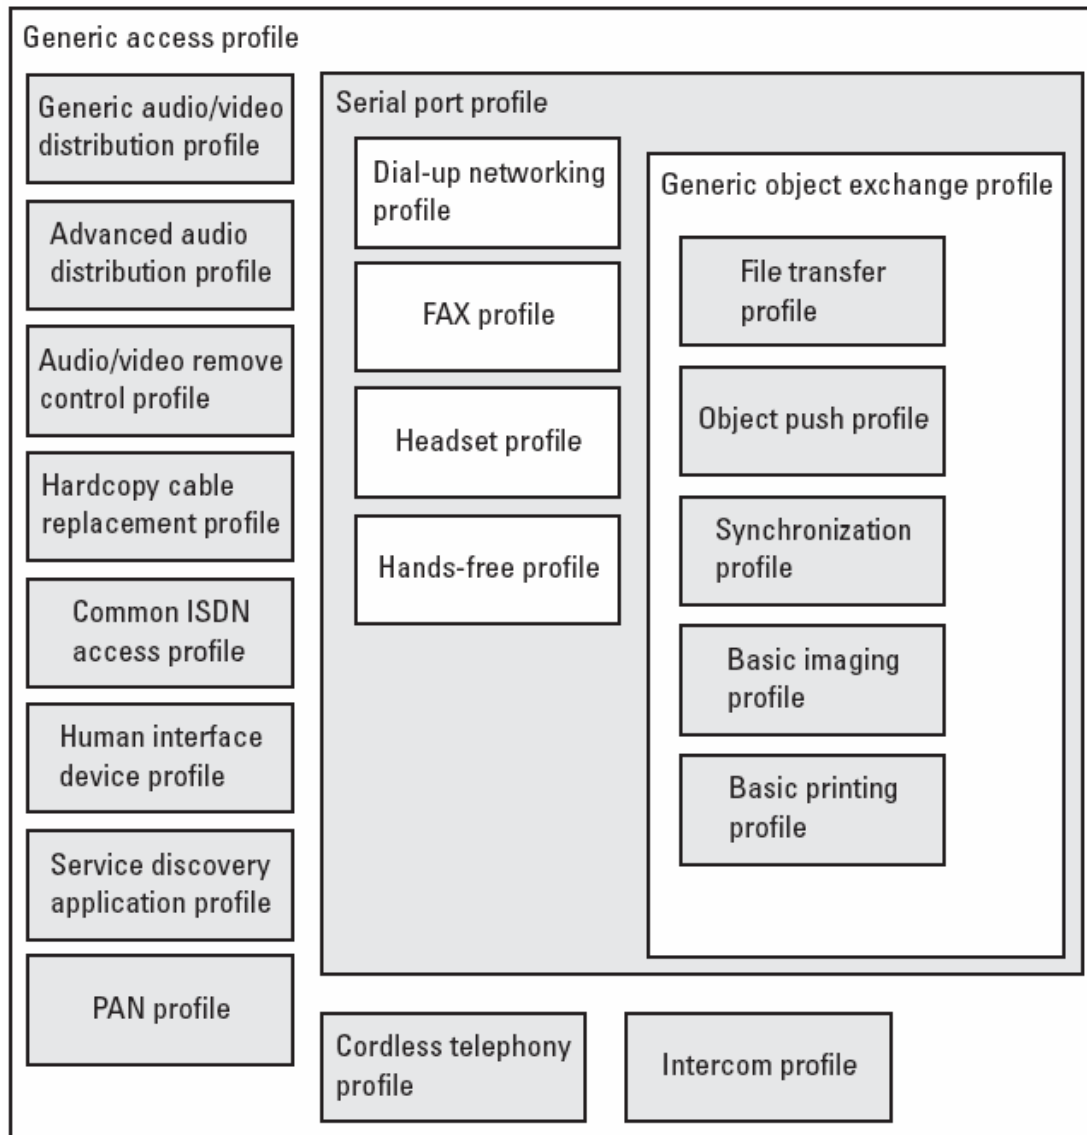 Generic access profile
Generic audio/video
distribution profile
Advanced audio
distribution profile
Audio/video remove
control profile
Hardcopy cable
replacement profile
Common ISDN
access profile
Human interface
device profile
Service discovery
application profile
PAN profile
Serial port profile
Dial-up networking
profile
FAX profile
Headset profile
Hands-free profile
Generic object exchange profile
File transfer
profile
Object push profile
Synchronization
profile
Basic imaging
profile
Basic printing
profile
Cordless telephony
profile
Intercom profile